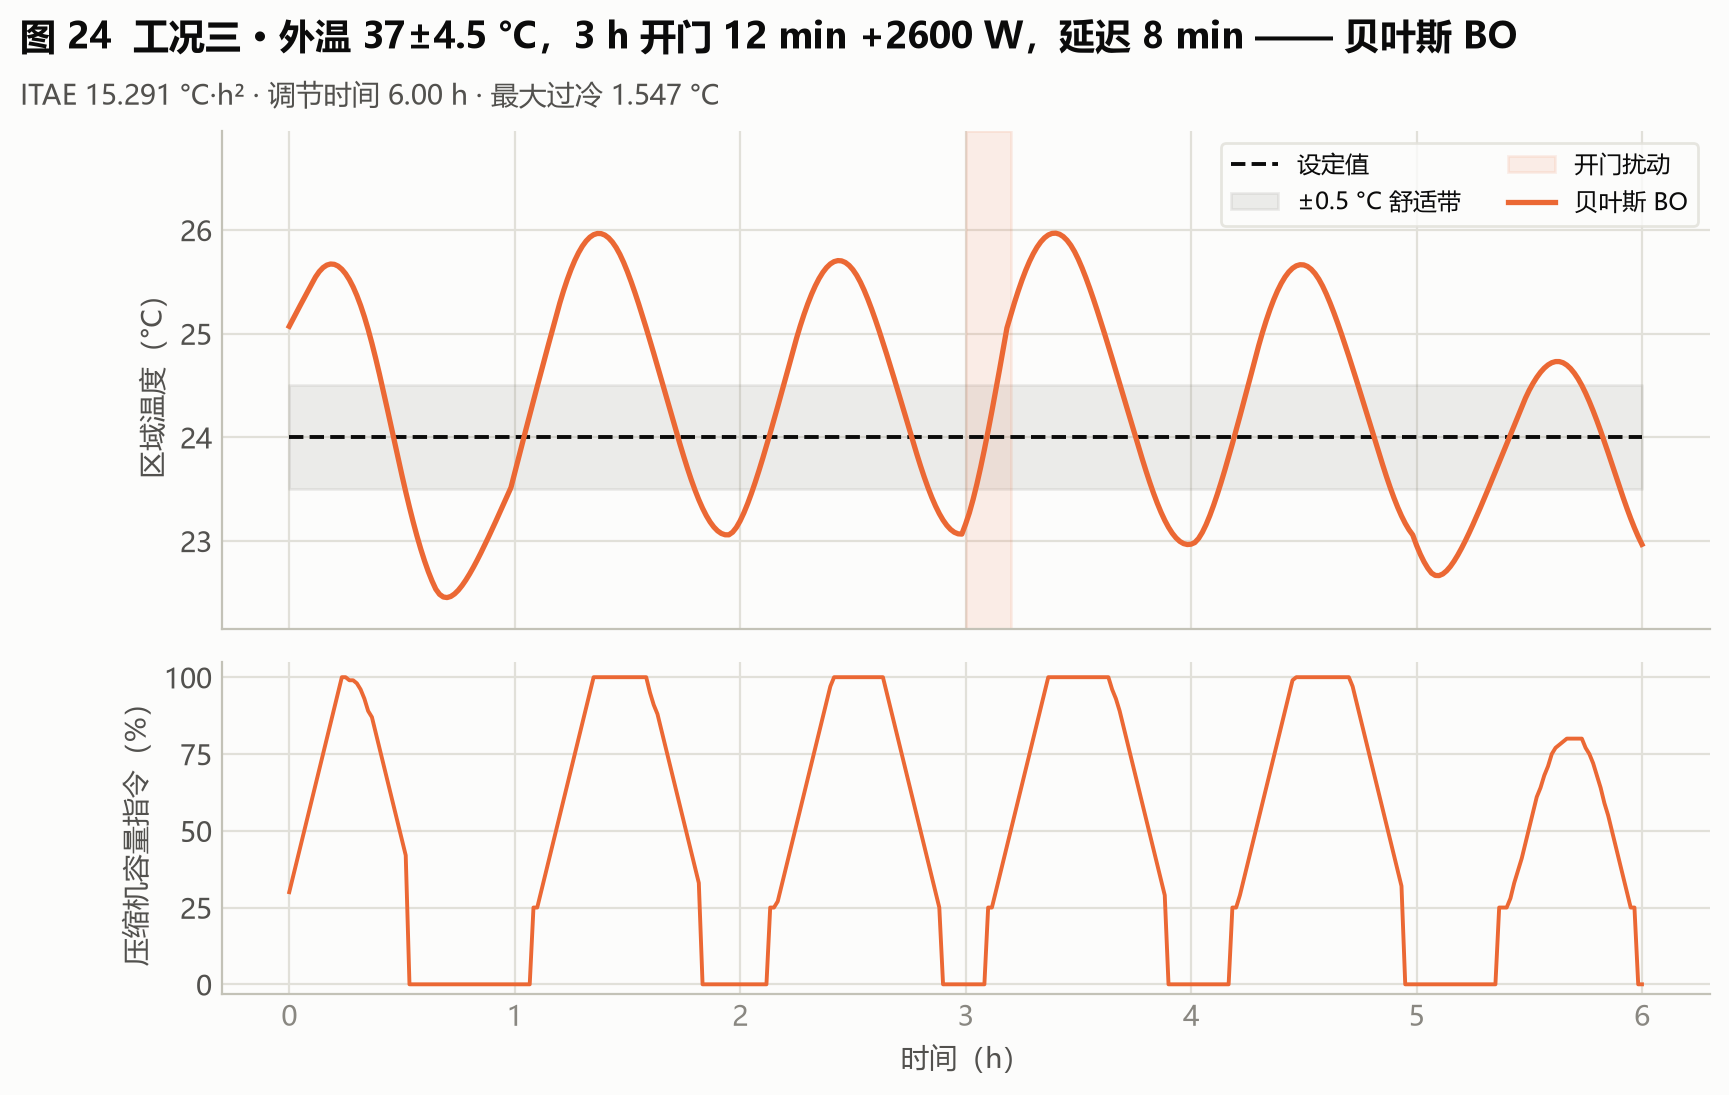 图 24 工况三 • 外温 37±4.5 °C，3 h 开门 12 min +2600 W，延迟 8 min —— 贝叶斯 BO
ITAE 15.291 °C·h² · 调节时间 6.00 h · 最大过冷 1.547 °C
设定值
±0.5 °C 舒适带
开门扰动
贝叶斯 BO
区域温度（°C）
26
25
24
23
压缩机容量指令（%）
100
75
50
25
0
0 1 2 3 4 5 6
时间（h）